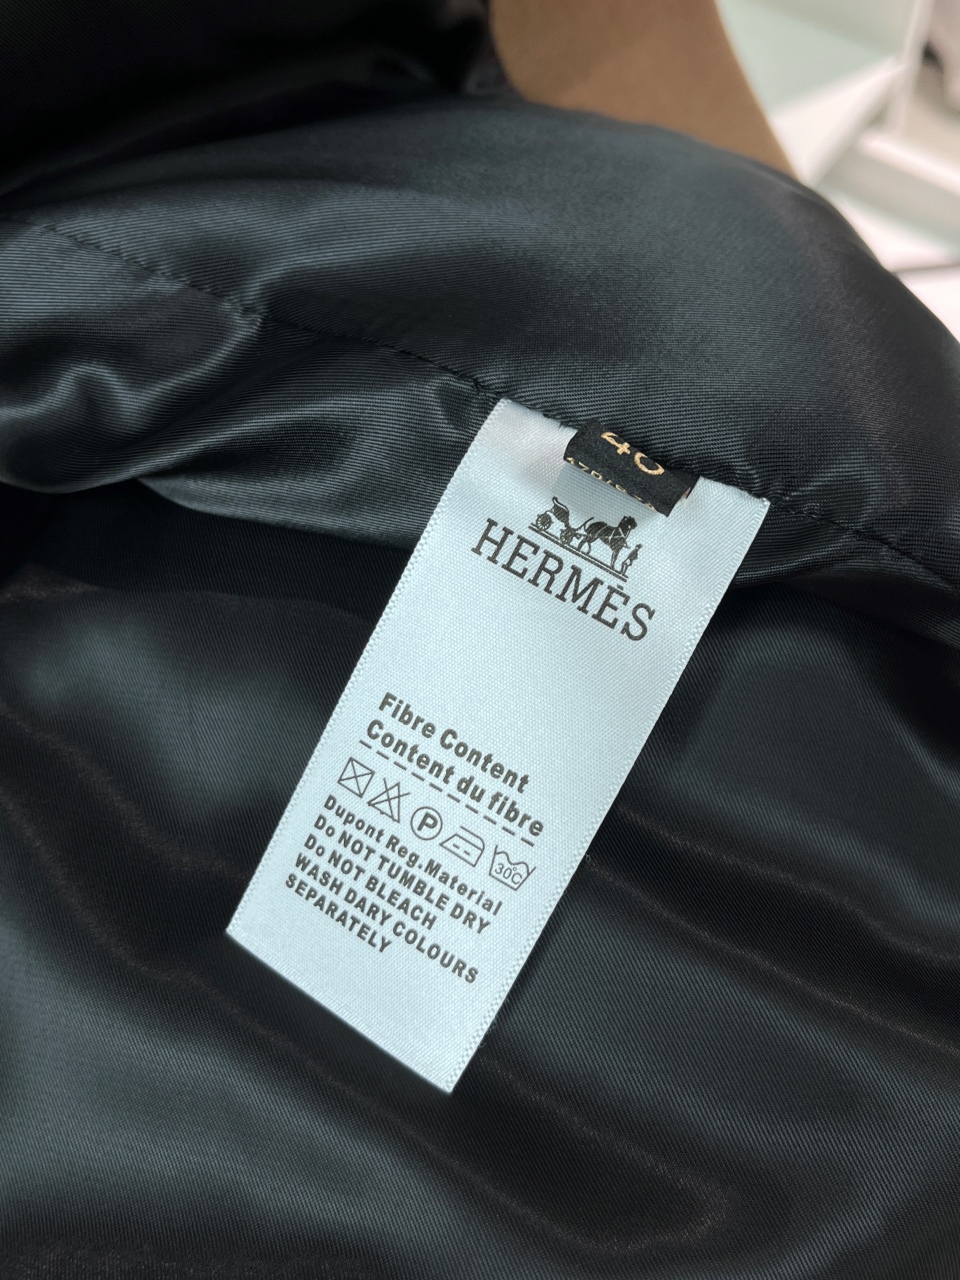 40
HERMÈS
Fibre Content
Content du fibre
P
30°C
Dupont Reg.Material
Do NOT TUMBLE DRY
Do NOT BLEACH
WASH DARY COLOURS
SEPARATELY